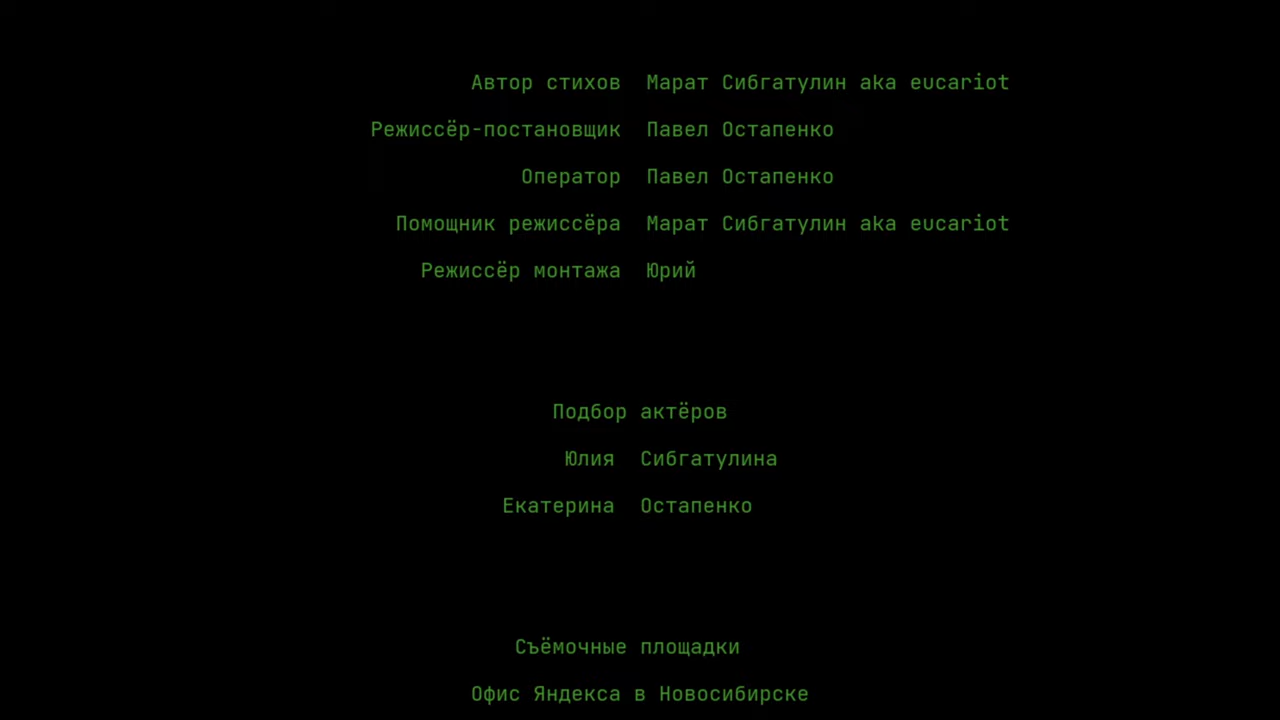 Автор стихов Марат Сибгатулин aka eucariot
Режиссёр-постановщик Павел Остапенко
Оператор Павел Остапенко
Помощник режиссёра Марат Сибгатулин aka eucariot
Режиссёр монтажа Юрий
Подбор актёров
Юлия Сибгатулина
Екатерина Остапенко
Съёмочные площадки
Офис Яндекса в Новосибирске